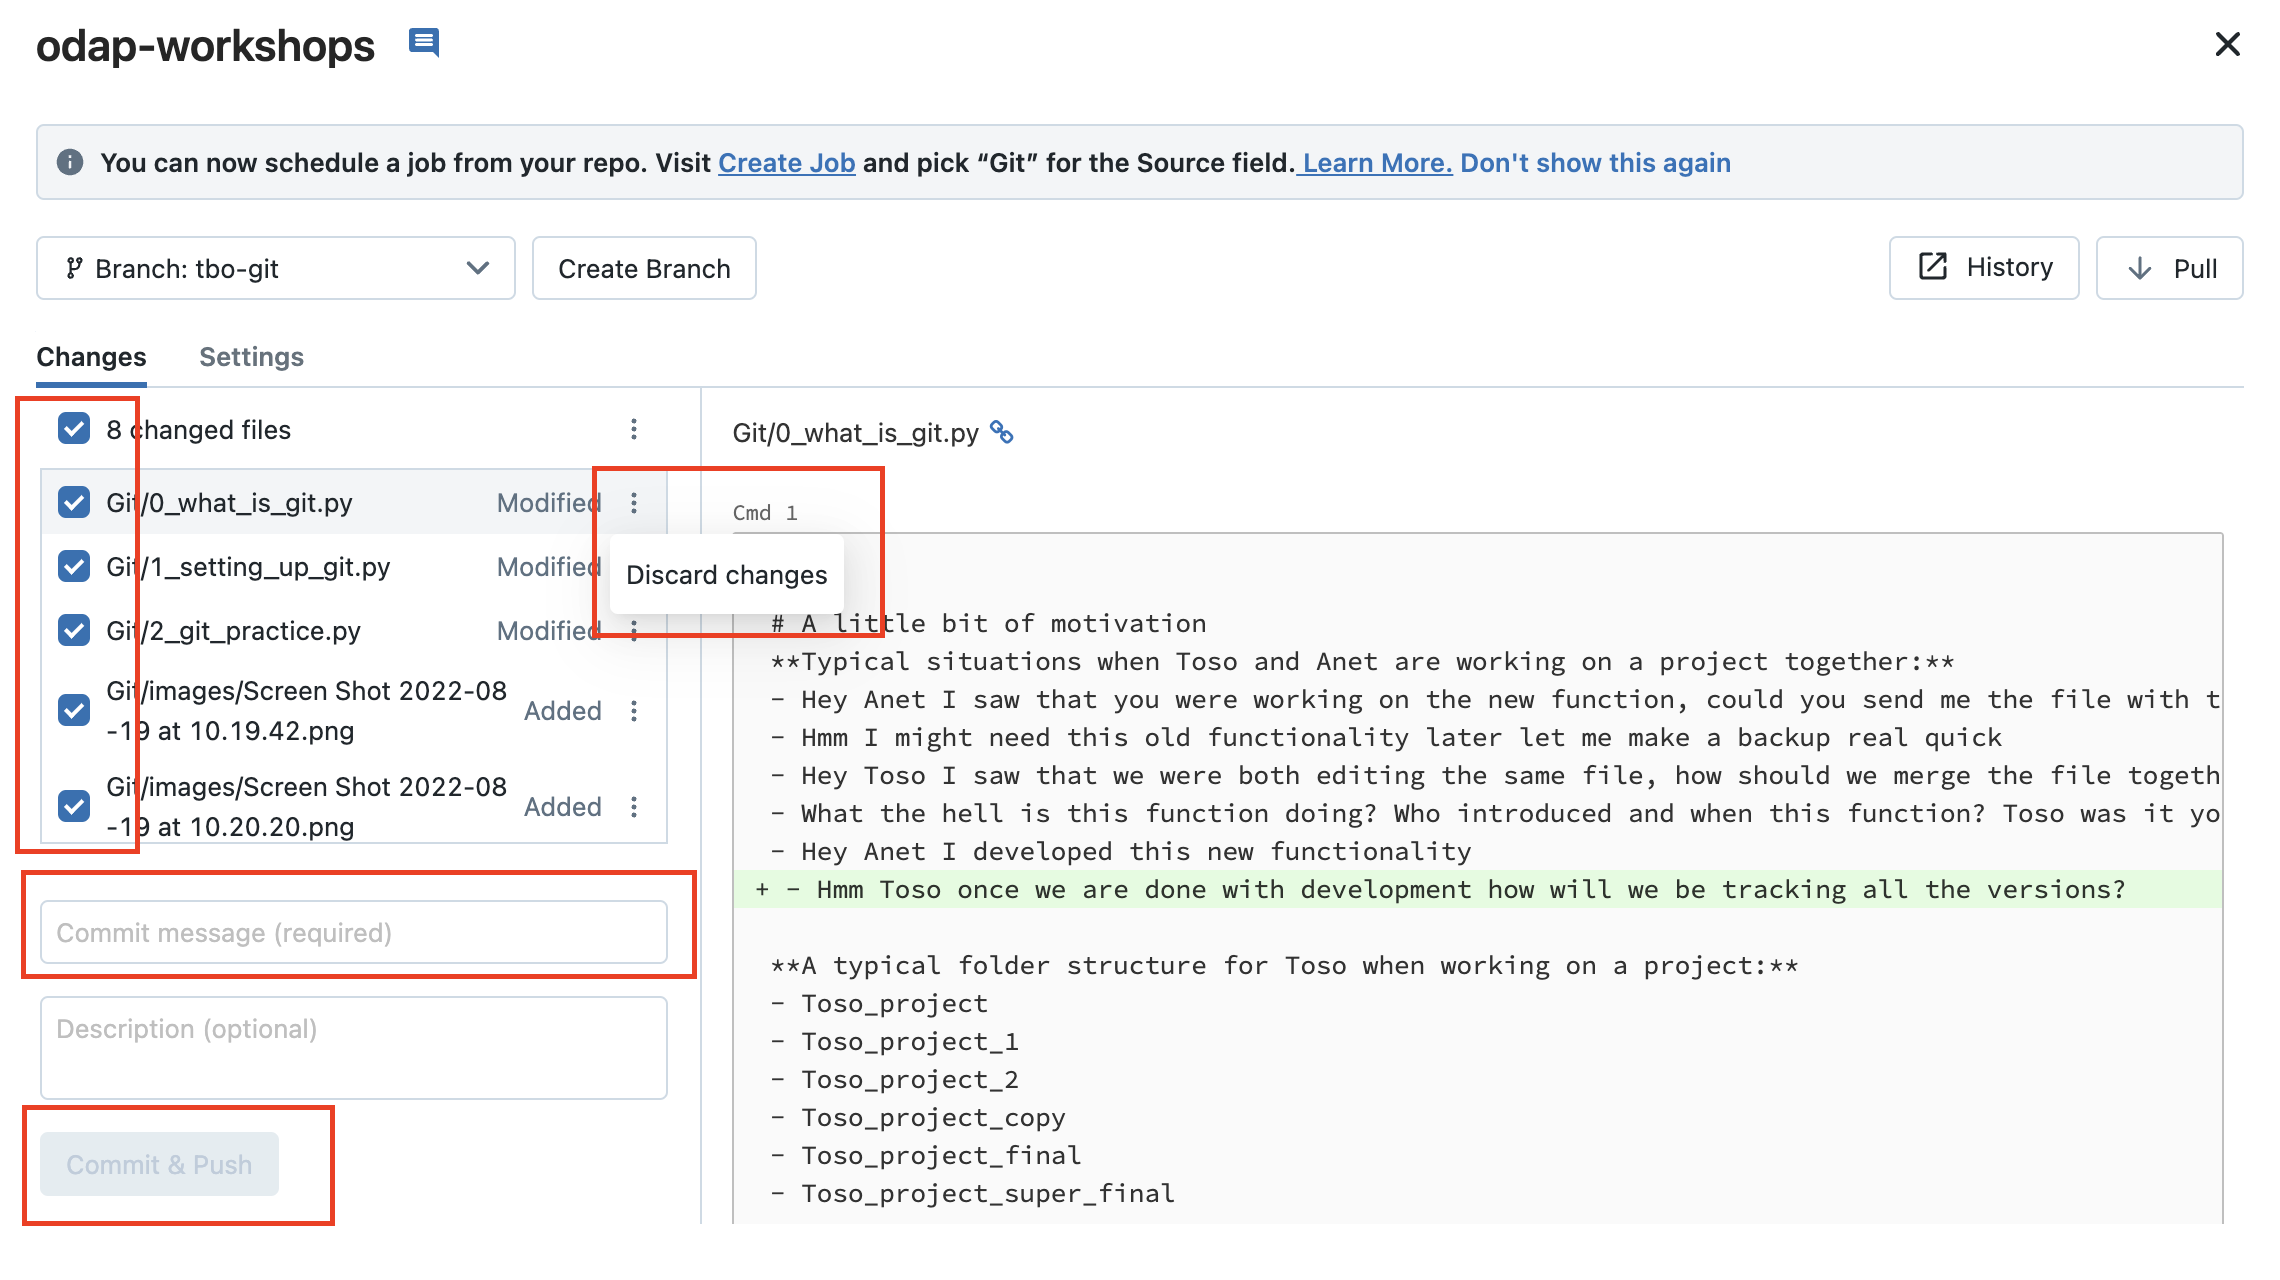 odap-workshops
You can now schedule a job from your repo. Visit Create Job and pick “Git” for the Source field. Learn More. Don't show this again
Branch: tbo-git
Create Branch
History
Pull
Changes
Settings
8 changed files
Git/0_what_is_git.py Modified
Git/1_setting_up_git.py Modified
Discard changes
Git/2_git_practice.py Modified
Git/images/Screen Shot 2022-08
-19 at 10.19.42.png
Added
Git/images/Screen Shot 2022-08
-19 at 10.20.20.png
Added
Commit message (required)
Description (optional)
Commit & Push
Git/0_what_is_git.py
Cmd 1
# A little bit of motivation
**Typical situations when Toso and Anet are working on a project together:**
- Hey Anet I saw that you were working on the new function, could you send me the file with t
- Hmm I might need this old functionality later let me make a backup real quick
- Hey Toso I saw that we were both editing the same file, how should we merge the file togeth
- What the hell is this function doing? Who introduced and when this function? Toso was it yo
- Hey Anet I developed this new functionality
+ - Hmm Toso once we are done with development how will we be tracking all the versions?
**A typical folder structure for Toso when working on a project:**
- Toso_project
- Toso_project_1
- Toso_project_2
- Toso_project_copy
- Toso_project_final
- Toso_project_super_final